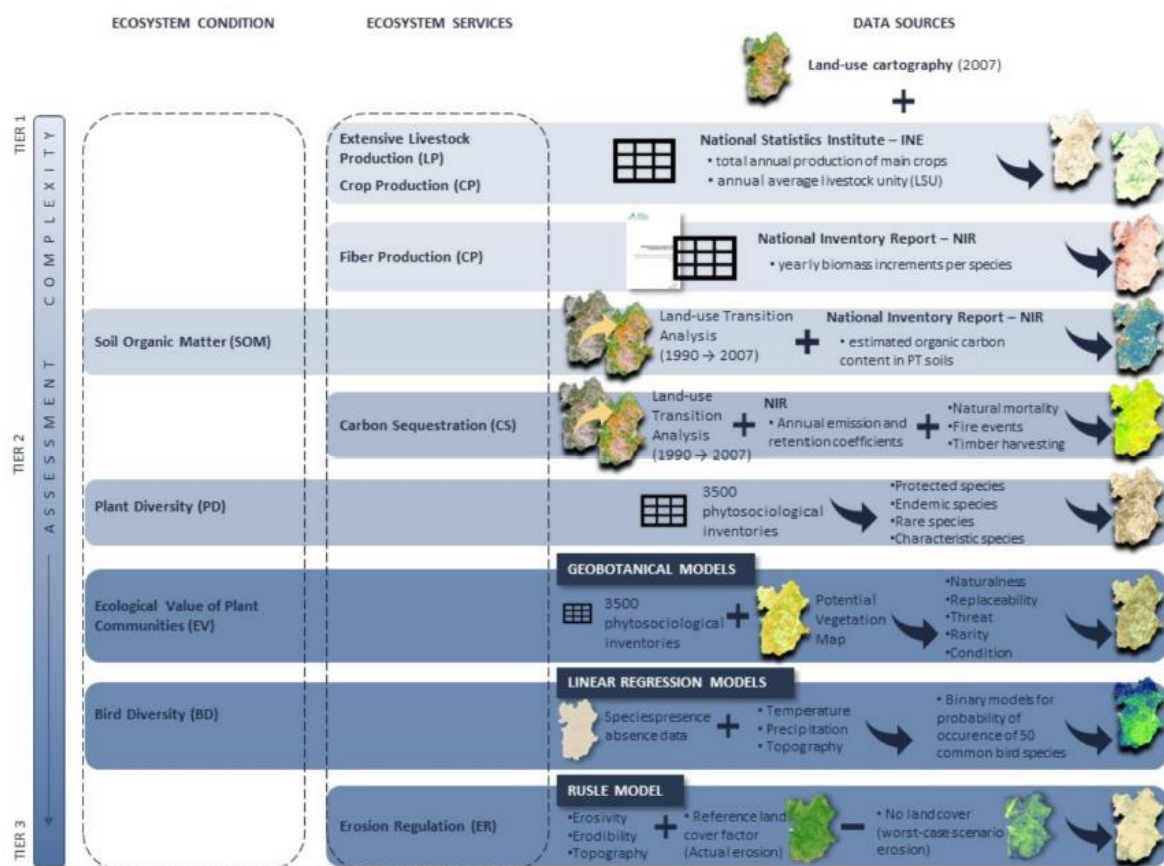 ECOSYSTEM CONDITION
ECOSYSTEM SERVICES
DATA SOURCES
Land-use cartography (2007)
TIER 1
TIER 2
TIER 3
ASSESSMENT COMPLEXITY
Extensive Livestock
Production (LP)
Crop Production (CP)
National Statistics Institute – INE
• total annual production of main crops
• annual average livestock unity (LSU)
Fiber Production (CP)
National Inventory Report – NIR
• yearly biomass increments per species
Soil Organic Matter (SOM)
Land-use Transition
Analysis
(1990 → 2007)
National Inventory Report – NIR
• estimated organic carbon
content in PT soils
Carbon Sequestration (CS)
Land-use
Transition
Analysis
(1990 → 2007)
NIR
• Annual emission and
retention coefficients
•Natural mortality
•Fire events
•Timber harvesting
Plant Diversity (PD)
3500
phytosociological
inventories
•Protected species
•Endemic species
•Rare species
•Characteristic species
GEOBOTANICAL MODELS
Ecological Value of Plant
Communities (EV)
3500
phytosociological
inventories
Potential
Vegetation
Map
•Naturalness
•Replaceability
•Threat
•Rarity
•Condition
LINEAR REGRESSION MODELS
Bird Diversity (BD)
Speciespresence
absence data
• Temperature
• Precipitation
• Topography
• Binary models for
probability of
occurence of 50
common bird species
RUSLE MODEL
Erosion Regulation (ER)
•Erosivity
•Erodibility
•Topography
• Reference land
cover factor
(Actual erosion)
• No land cover
(worst-case scenario
erosion)